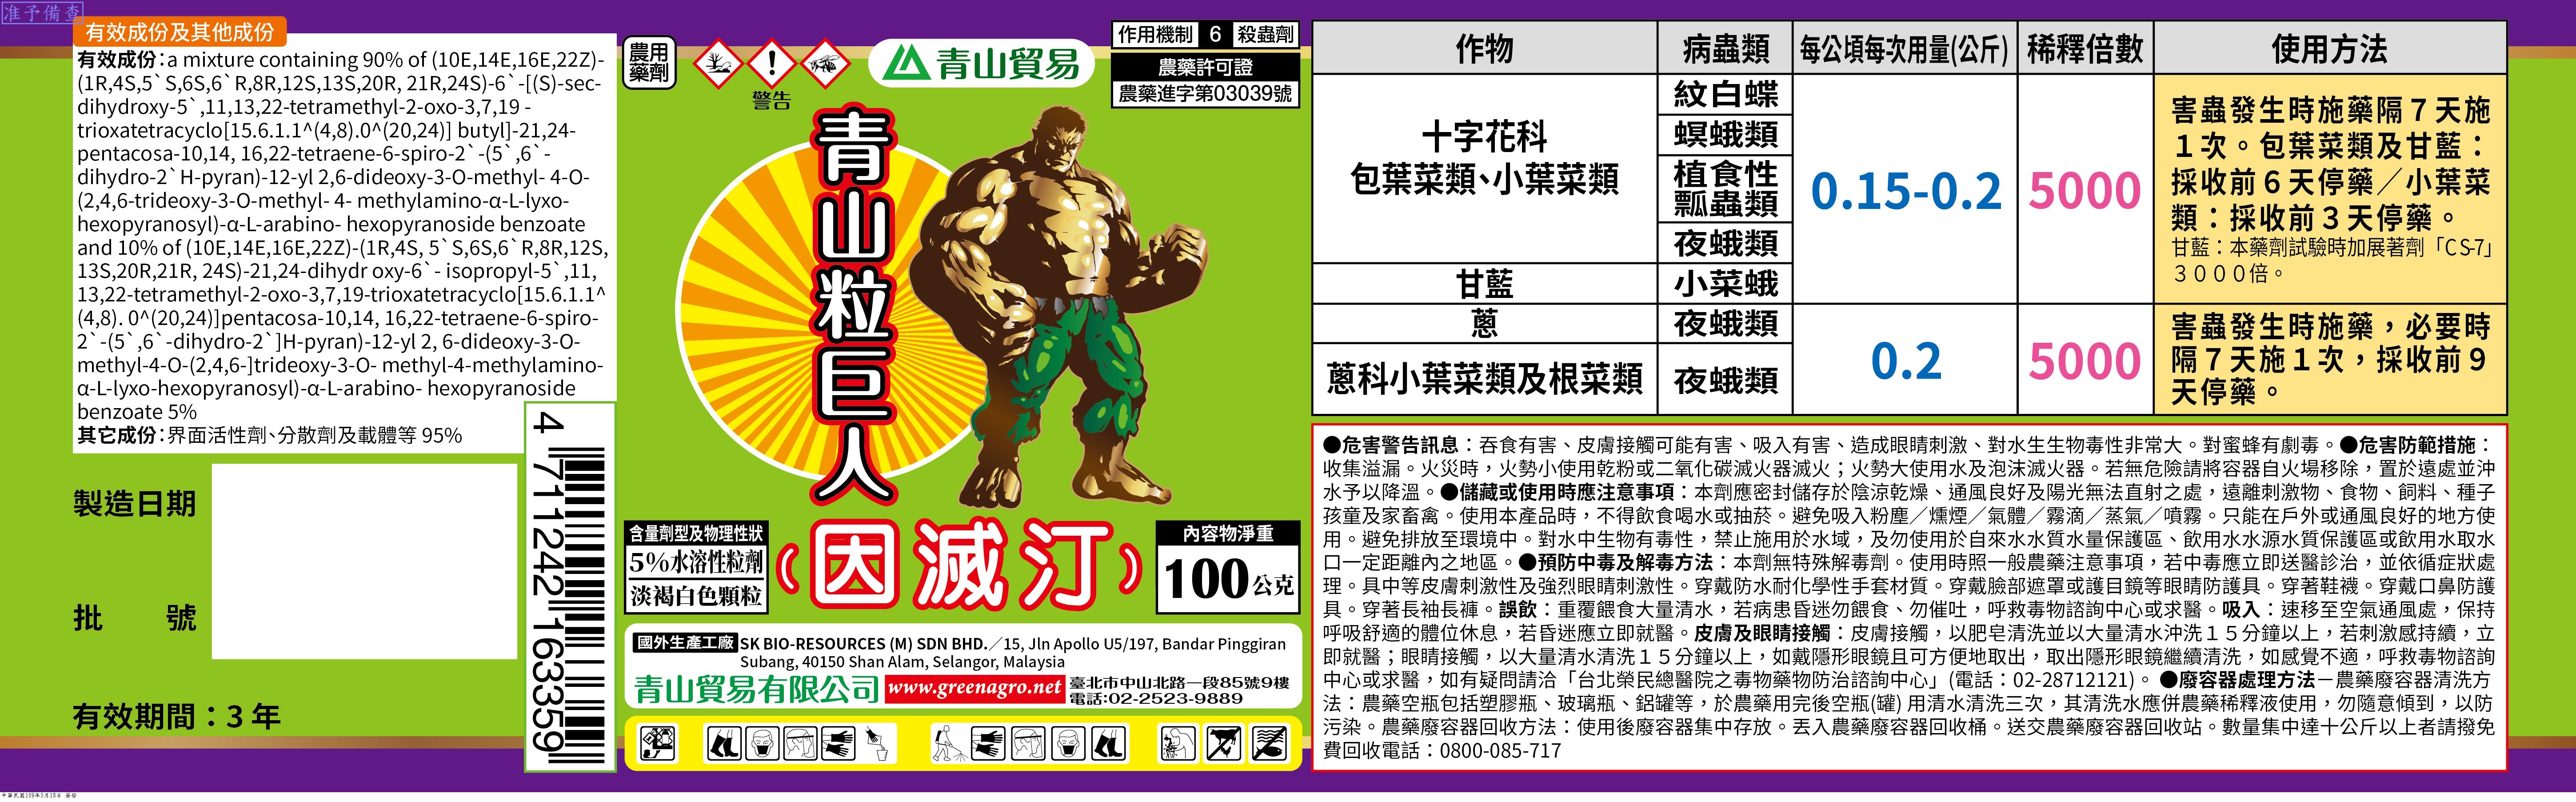 准予備查
有效成份及其他成份
有效成份：a mixture containing 90% of (10E,14E,16E,22Z)-
(1R,4S,5`S,6S,6`R,8R,12S,13S,20R, 21R,24S)-6`-[(S)-sec-
dihydroxy-5`,11,13,22-tetramethyl-2-oxo-3,7,19 -
trioxatetracyclo[15.6.1.1^(4,8).0^(20,24)] butyl]-21,24-
pentacosa-10,14, 16,22-tetraene-6-spiro-2`-(5`,6`-
dihydro-2`H-pyran)-12-yl 2,6-dideoxy-3-O-methyl- 4-O-
(2,4,6-trideoxy-3-O-methyl- 4- methylamino-α-L-lyxo-
hexopyranosyl)-α-L-arabino- hexopyranoside benzoate
and 10% of (10E,14E,16E,22Z)-(1R,4S, 5`S,6S,6`R,8R,12S,
13S,20R,21R, 24S)-21,24-dihydr oxy-6`- isopropyl-5`,11,
13,22-tetramethyl-2-oxo-3,7,19-trioxatetracyclo[15.6.1.1^
(4,8). 0^(20,24)]pentacosa-10,14, 16,22-tetraene-6-spiro-
2`-(5`,6`-dihydro-2`]H-pyran)-12-yl 2, 6-dideoxy-3-O-
methyl-4-O-(2,4,6-]trideoxy-3-O- methyl-4-methylamino-
α-L-lyxo-hexopyranosyl)-α-L-arabino- hexopyranoside
benzoate 5%
其它成份：界面活性劑、分散劑及載體等 95%
製造日期
批 號
有效期間：3 年
4 711242 163359
農用
藥劑
警告
青山貿易
作用機制 6 殺蟲劑
農藥許可證
農藥進字第03039號
青山粒巨人
含量劑型及物理性狀
5%水溶性粒劑
淡褐白色顆粒
(因滅汀)
內容物淨重
100公克
國外生產工廠 SK BIO-RESOURCES (M) SDN BHD.／15, Jln Apollo U5/197, Bandar Pinggiran
Subang, 40150 Shan Alam, Selangor, Malaysia
青山貿易有限公司 www.greenagro.net 臺北市中山北路一段85號9樓
電話:02-2523-9889
作物 病蟲類 每公頃每次用量(公斤) 稀釋倍數 使用方法
十字花科
包葉菜類、小葉菜類
紋白蝶
螟蛾類
植食性
瓢蟲類
夜蛾類
甘藍 小菜蛾
0.15-0.2 5000
害蟲發生時施藥隔７天施
１次。包葉菜類及甘藍：
採收前６天停藥／小葉菜
類：採收前３天停藥。
甘藍：本藥劑試驗時加展著劑「CS-7」
３０００倍。
蔥 夜蛾類
蔥科小葉菜類及根菜類 夜蛾類
0.2 5000
害蟲發生時施藥，必要時
隔７天施１次，採收前９
天停藥。
●危害警告訊息：吞食有害、皮膚接觸可能有害、吸入有害、造成眼睛刺激、對水生生物毒性非常大。對蜜蜂有劇毒。●危害防範措施：
收集溢漏。火災時，火勢小使用乾粉或二氧化碳滅火器滅火；火勢大使用水及泡沫滅火器。若無危險請將容器自火場移除，置於遠處並沖
水予以降溫。●儲藏或使用時應注意事項：本劑應密封儲存於陰涼乾燥、通風良好及陽光無法直射之處，遠離刺激物、食物、飼料、種子
孩童及家畜禽。使用本產品時，不得飲食喝水或抽菸。避免吸入粉塵／燻煙／氣體／霧滴／蒸氣／噴霧。只能在戶外或通風良好的地方使
用。避免排放至環境中。對水中生物有毒性，禁止施用於水域，及勿使用於自來水水質水量保護區、飲用水水源水質保護區或飲用水取水
口一定距離內之地區。●預防中毒及解毒方法：本劑無特殊解毒劑。使用時照一般農藥注意事項，若中毒應立即送醫診治，並依循症狀處
理。具中等皮膚刺激性及強烈眼睛刺激性。穿戴防水耐化學性手套材質。穿戴臉部遮罩或護目鏡等眼睛防護具。穿著鞋襪。穿戴口鼻防護
具。穿著長袖長褲。誤飲：重覆餵食大量清水，若病患昏迷勿餵食、勿催吐，呼救毒物諮詢中心或求醫。吸入：速移至空氣通風處，保持
呼吸舒適的體位休息，若昏迷應立即就醫。皮膚及眼睛接觸：皮膚接觸，以肥皂清洗並以大量清水沖洗１５分鐘以上，若刺激感持續，立
即就醫；眼睛接觸，以大量清水清洗１５分鐘以上，如戴隱形眼鏡且可方便地取出，取出隱形眼鏡繼續清洗，如感覺不適，呼救毒物諮詢
中心或求醫，如有疑問請洽「台北榮民總醫院之毒物藥物防治諮詢中心」(電話：02-28712121)。●廢容器處理方法－農藥廢容器清洗方
法：農藥空瓶包括塑膠瓶、玻璃瓶、鋁罐等，於農藥用完後空瓶(罐) 用清水清洗三次，其清洗水應併農藥稀釋液使用，勿隨意傾到，以防
污染。農藥廢容器回收方法：使用後廢容器集中存放。丟入農藥廢容器回收桶。送交農藥廢容器回收站。數量集中達十公斤以上者請撥免
費回收電話：0800-085-717